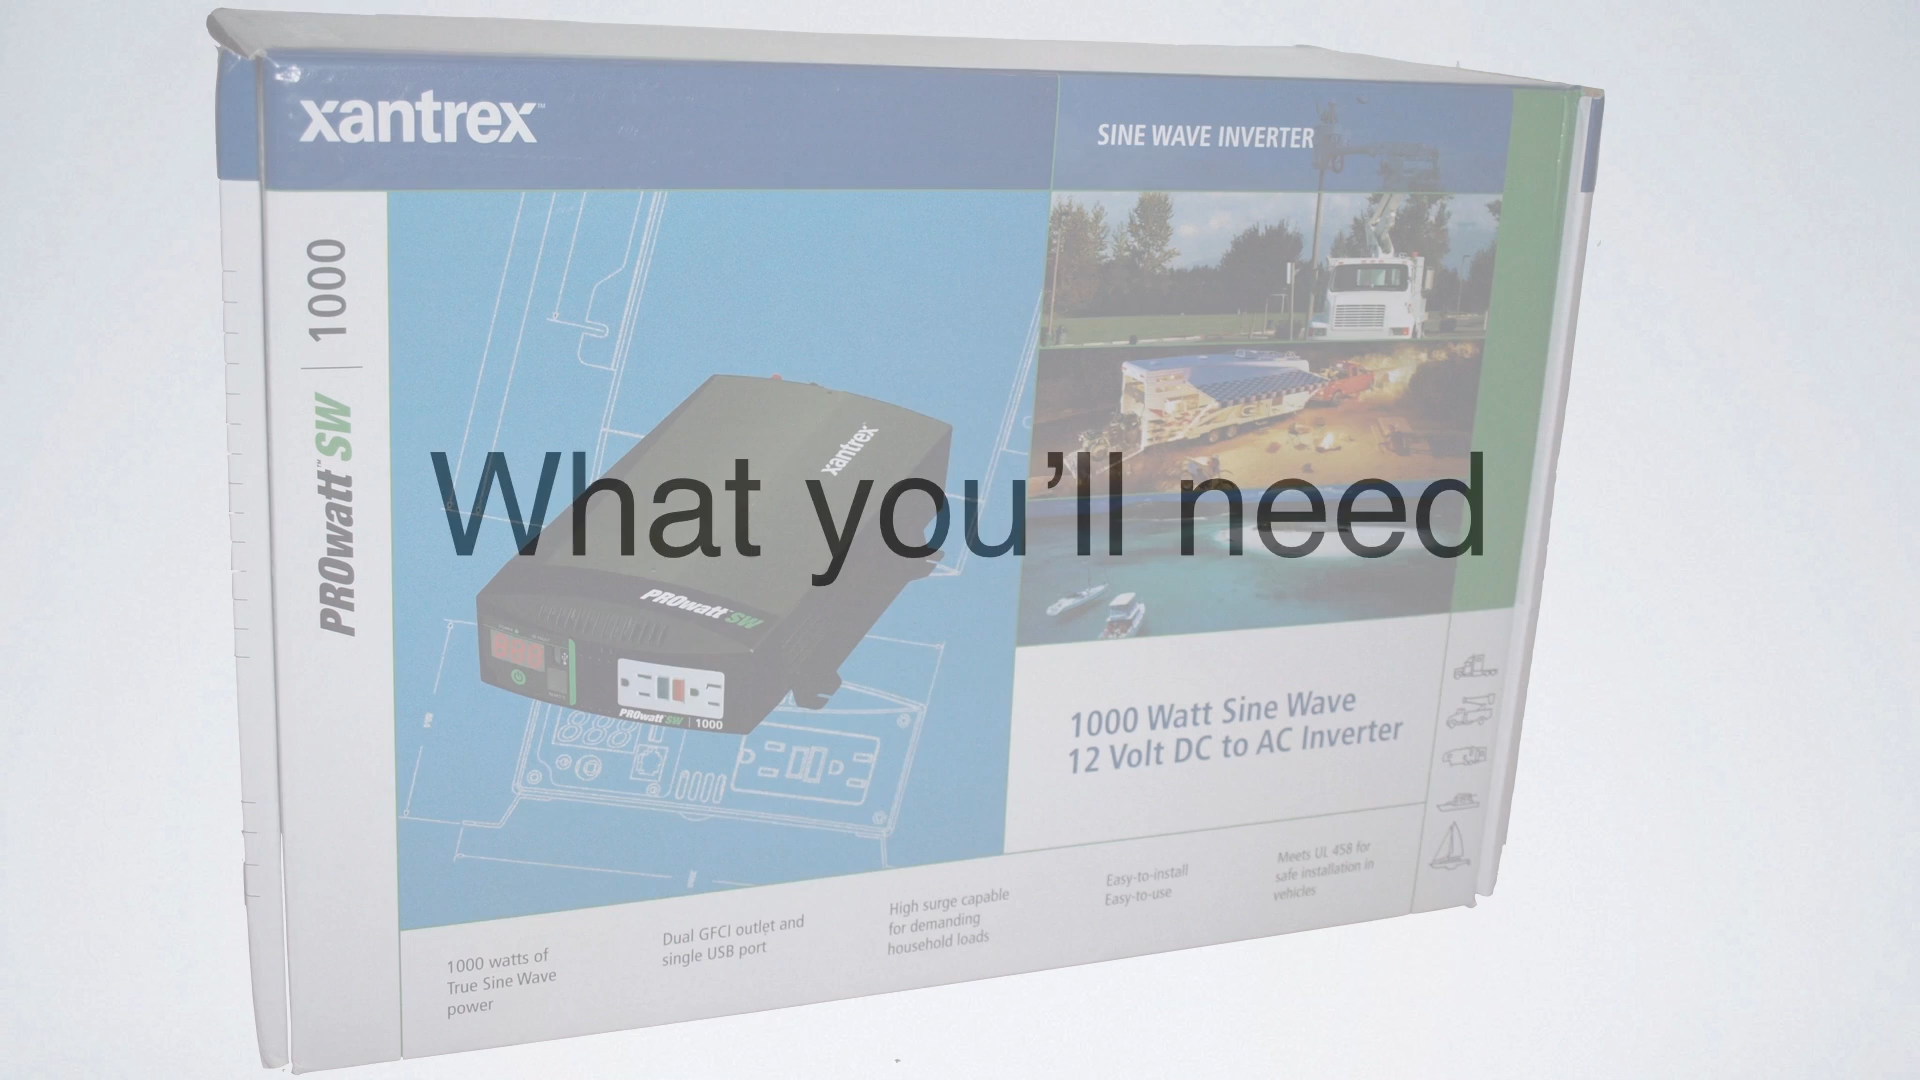 xantrex™
SINE WAVE INVERTER
PROwatt™ SW | 1000
xantrex
What you’ll need
PROwatt™ SW
PROwatt SW | 1000
1000 Watt Sine Wave
12 Volt DC to AC Inverter
1000 watts of
True Sine Wave
power
Dual GFCI outlet and
single USB port
High surge capable
for demanding
household loads
Easy-to-install
Easy-to-use
Meets UL 458 for
safe installation in
vehicles